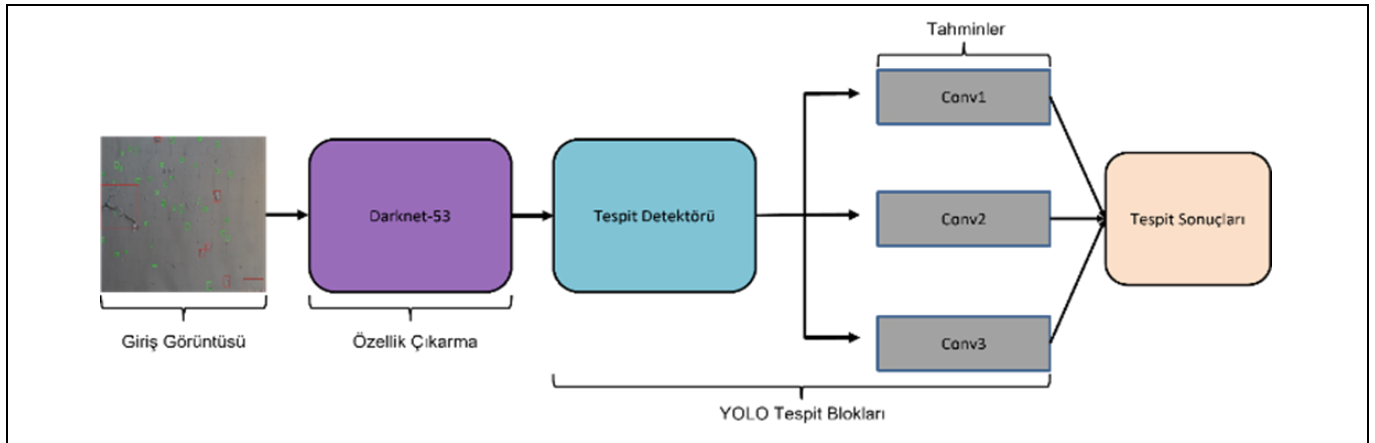 Tahminler
Conv1
Darknet-53
Tespit Detektörü
Conv2
Tespit Sonuçları
Giriş Görüntüsü
Özellik Çıkarma
Conv3
YOLO Tespit Blokları